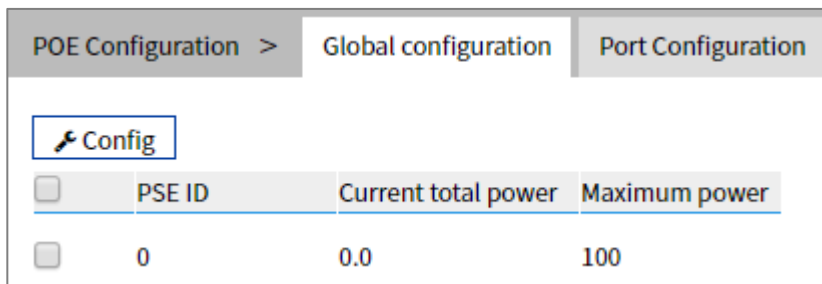 POE Configuration > Global configuration Port Configuration
Config
PSE ID Current total power Maximum power
0 0.0 100